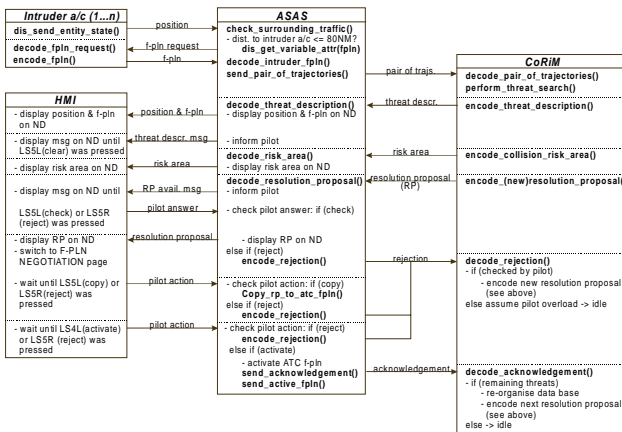 Intruder a/c (1...n)
dis_send_entity_state()
decode_fpln_request()
encode_fpln()
position
f-pln request
f-pln
ASAS
check_surrounding_traffic()
- dist. to intruder a/c <= 80NM?
dis_get_variable_attr(fpln)
decode_intruder_fpln()
send_pair_of_trajectories()
decode_threat_description()
- display position & f-pln
on ND
- inform pilot
decode_risk_area()
- display risk area on ND
decode_resolution_proposal()
- inform pilot
- check pilot answer: if (check)
- display RP on ND
else if (reject)
encode_rejection()
- check pilot action: if (copy)
Copy_rp_to_atc_fpln()
else if (reject)
encode_rejection()
- check pilot action: if (reject)
encode_rejection()
else if (activate)
- activate ATC f-pln
send_acknowledgement()
send_active_fpln()
HMI
- display position & f-pln
on ND
- display msg on ND until
LS5L(clear) was pressed
- display risk area on ND
- display msg on ND until
LS5L(check) or LS5R
(reject) was pressed
- display RP on ND
- switch to F-PLN
NEGOTIATION page
- wait until LS5L(copy) or
LS5R(reject) was
pressed
- wait until LS4L(activate)
or LS5R (reject) was
pressed
position & f-pln
threat descr. msg
risk area
RP avail. msg
pilot answer
resolution proposal
pilot action
pilot action
pair of trajs.
threat descr.
risk area
resolution proposal
(RP)
rejection
acknowledgement
CoRiM
decode_pair_of_trajectories()
perform_threat_search()
encode_threat_description()
encode_collision_risk_area()
encode_(new)resolution_proposal()
decode_rejection()
- if (checked by pilot)
- encode new resolution proposal
(see above)
else assume pilot overload -> idle
decode_acknowledgement()
- if (remaining threats)
- re-organise data base
- encode next resolution proposal
(see above)
else -> idle